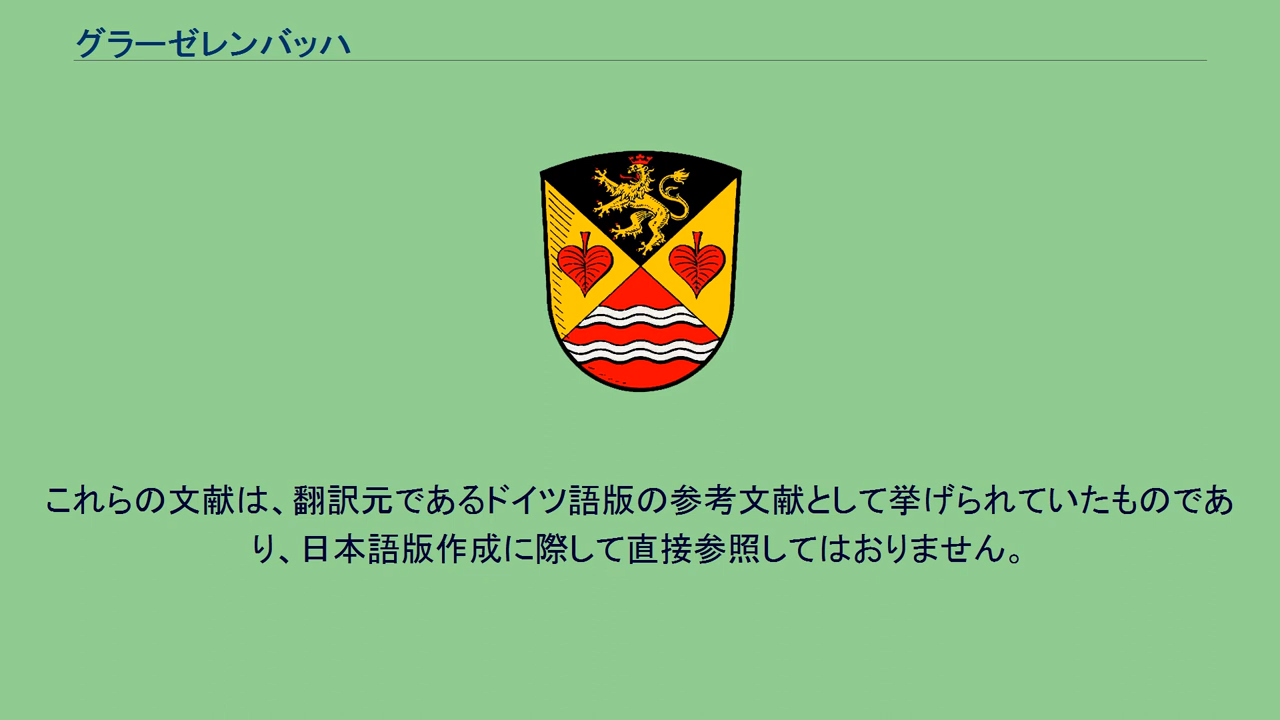 グラーゼレンバッハ
これらの文献は、翻訳元であるドイツ語版の参考文献として挙げられていたものであ
り、日本語版作成に際して直接参照してはおりません。